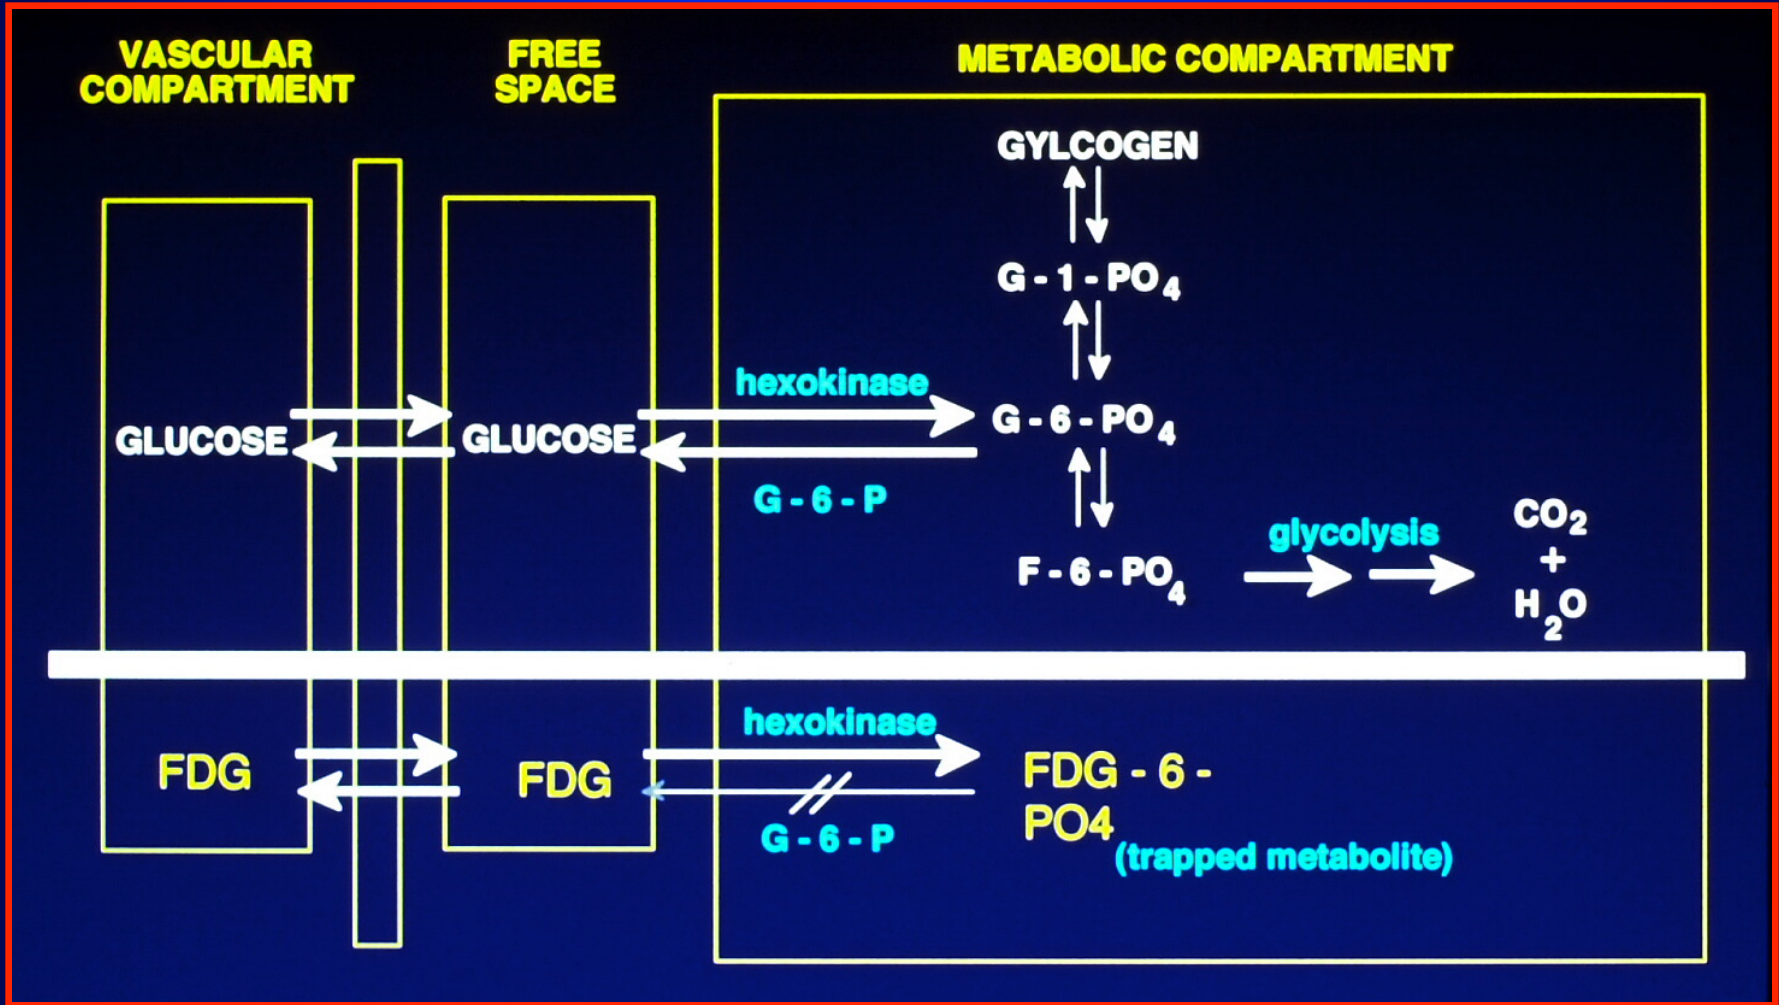 VASCULAR
COMPARTMENT
FREE
SPACE
METABOLIC COMPARTMENT
GYLCOGEN
G - 1 - PO4
hexokinase
GLUCOSE
GLUCOSE
G - 6 - PO4
G - 6 - P
F - 6 - PO4
glycolysis
CO2
+
H2O
hexokinase
FDG
FDG
FDG - 6 -
PO4
G - 6 - P
(trapped metabolite)